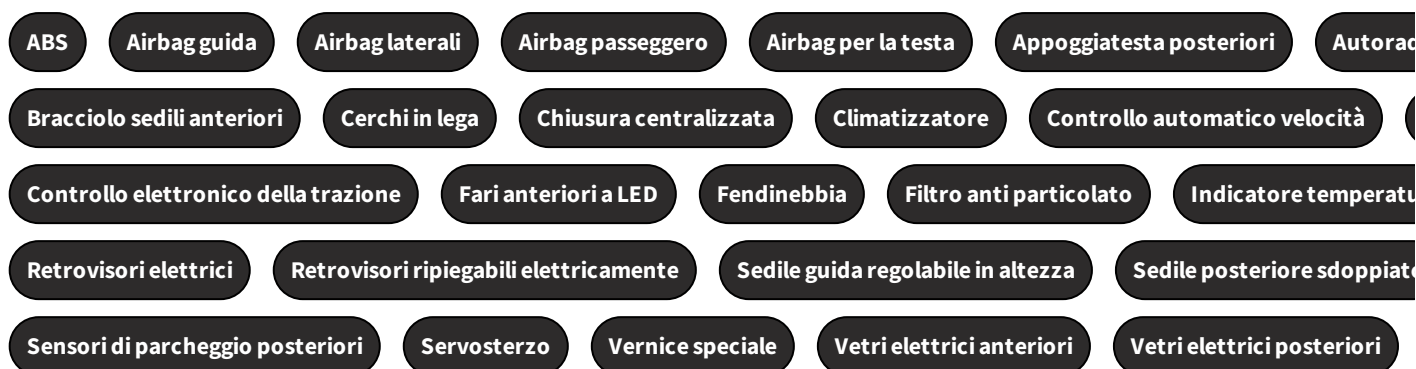 ABS Airbag guida Airbag laterali Airbag passeggero Airbag per la testa Appoggiatesta posteriori
Bracciolo sedili anteriori Cerchi in lega Chiusura centralizzata Climatizzatore Controllo automatico velocità
Controllo elettronico della trazione Fari anteriori a LED Fendinebbia Filtro anti particolato Indicatore
Retrovisori elettrici Retrovisori ripiegabili elettricamente Sedile guida regolabile in altezza Sedile posteriore
Sensori di parcheggio posteriori Servosterzo Vernice speciale Vetri elettrici anteriori Vetri elettrici posteriori